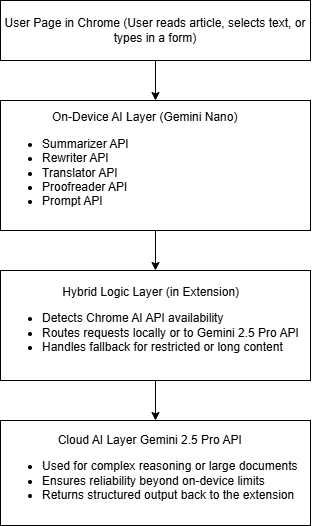 User Page in Chrome (User reads article, selects text, or
types in a form)
On-Device AI Layer (Gemini Nano)
• Summarizer API
• Rewriter API
• Translator API
• Proofreader API
• Prompt API
Hybrid Logic Layer (in Extension)
• Detects Chrome AI API availability
• Routes requests locally or to Gemini 2.5 Pro API
• Handles fallback for restricted or long content
Cloud AI Layer Gemini 2.5 Pro API
• Used for complex reasoning or large documents
• Ensures reliability beyond on-device limits
• Returns structured output back to the extension